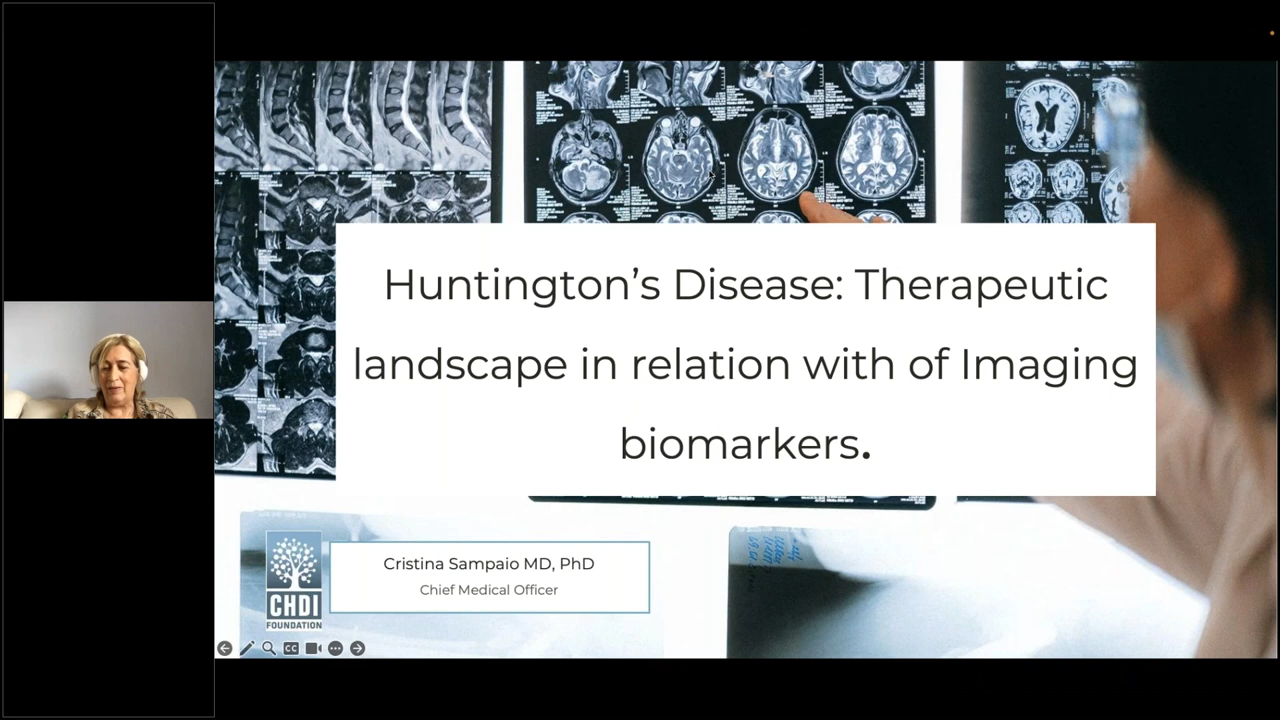 Huntington’s Disease: Therapeutic
landscape in relation with of Imaging
biomarkers.
Cristina Sampaio MD, PhD
Chief Medical Officer
CHDI
FOUNDATION
CC